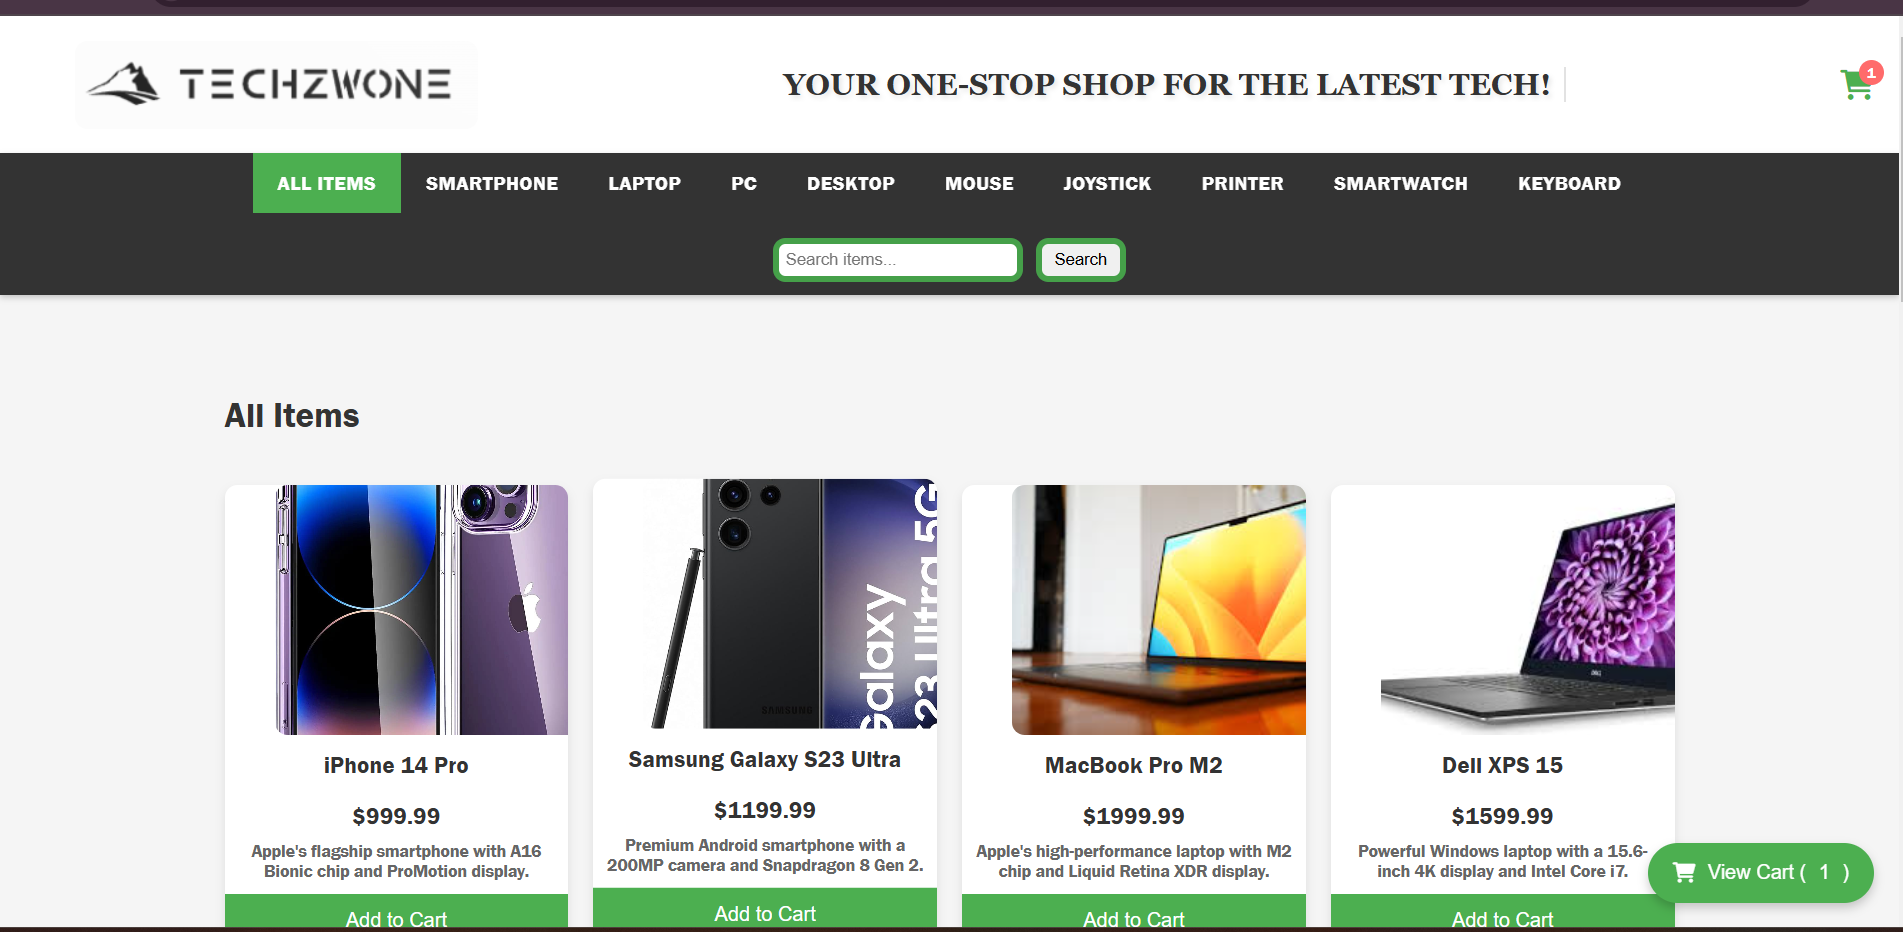 TECHZWONE
YOUR ONE-STOP SHOP FOR THE LATEST TECH!
1
ALL ITEMS
SMARTPHONE
LAPTOP
PC
DESKTOP
MOUSE
JOYSTICK
PRINTER
SMARTWATCH
KEYBOARD
Search items...
Search
All Items
iPhone 14 Pro
$999.99
Apple's flagship smartphone with A16
Bionic chip and ProMotion display.
Add to Cart
Galaxy
S23 Ultra 5G
SAMSUNG
Samsung Galaxy S23 Ultra
$1199.99
Premium Android smartphone with a
200MP camera and Snapdragon 8 Gen 2.
Add to Cart
MacBook Pro M2
$1999.99
Apple's high-performance laptop with M2
chip and Liquid Retina XDR display.
Add to Cart
DELL
Dell XPS 15
$1599.99
Powerful Windows laptop with a 15.6-
inch 4K display and Intel Core i7.
Add to Cart
View Cart ( 1 )